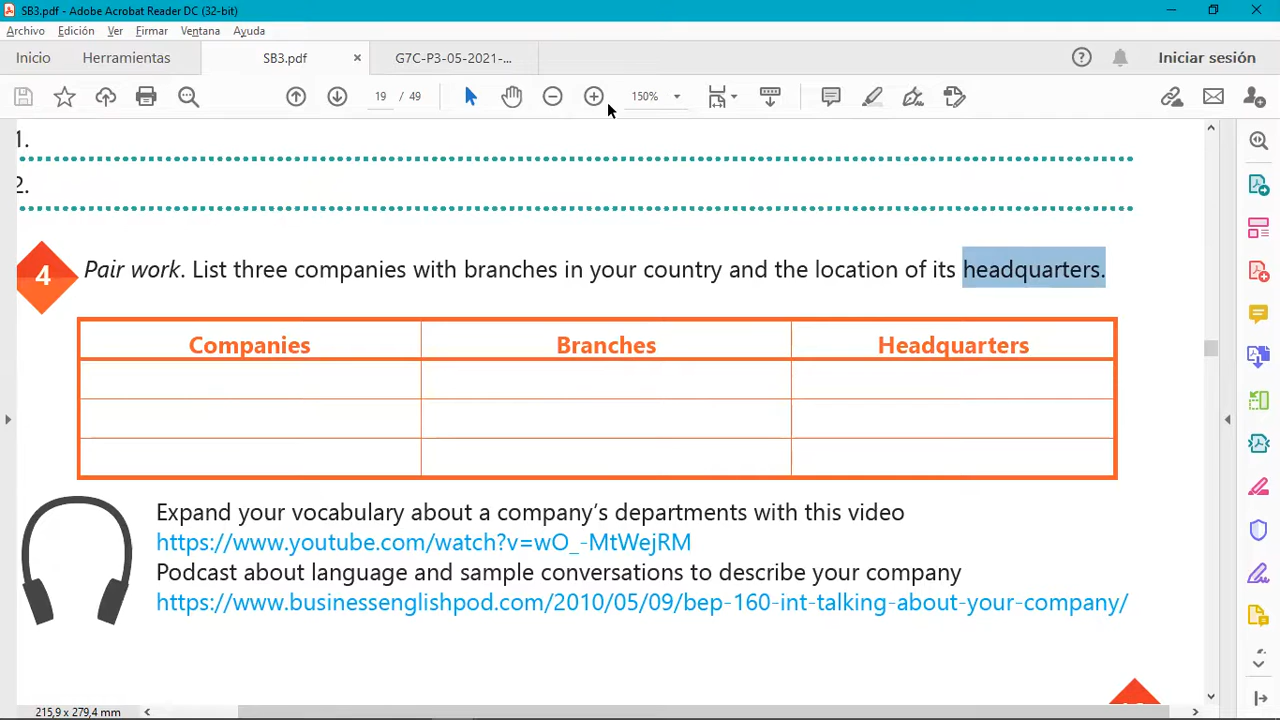 SB3.pdf - Adobe Acrobat Reader DC (32-bit)
Archivo Edición Ver Firmar Ventana Ayuda
Inicio Herramientas SB3.pdf × G7C-P3-05-2021-... Iniciar sesión
19 / 49 150%
1.
2.
4 Pair work. List three companies with branches in your country and the location of its headquarters.
Companies Branches Headquarters
Expand your vocabulary about a company's departments with this video
https://www.youtube.com/watch?v=wO_-MtWejRM
Podcast about language and sample conversations to describe your company
https://www.businessenglishpod.com/2010/05/09/bep-160-int-talking-about-your-company/
215,9 x 279,4 mm